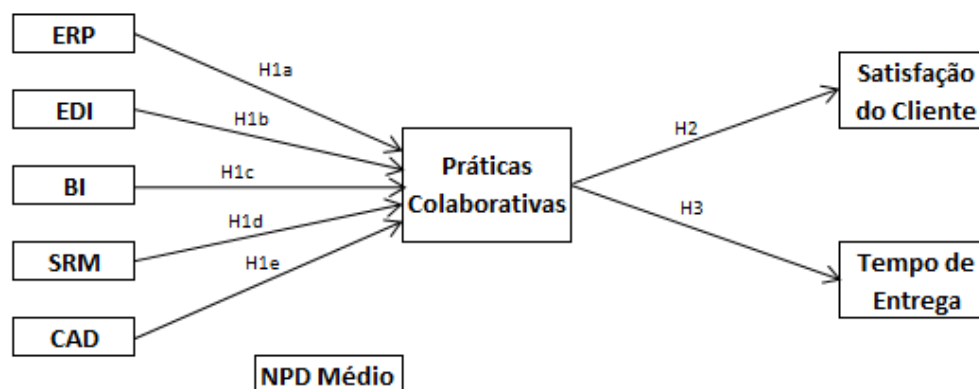 ERP
H1a
EDI
H1b
BI
H1c
SRM
H1d
CAD
H1e
Práticas
Colaborativas
H2
Satisfação
do Cliente
H3
Tempo de
Entrega
NPD Médio